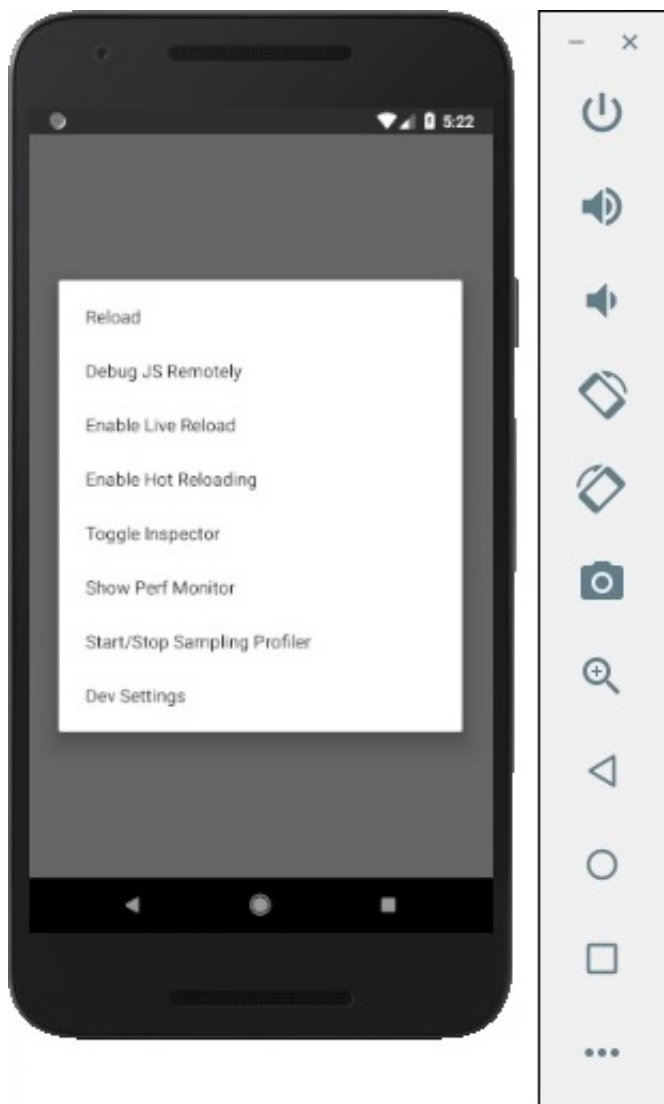 5:22
Reload
Debug JS Remotely
Enable Live Reload
Enable Hot Reloading
Toggle Inspector
Show Perf Monitor
Start/Stop Sampling Profiler
Dev Settings